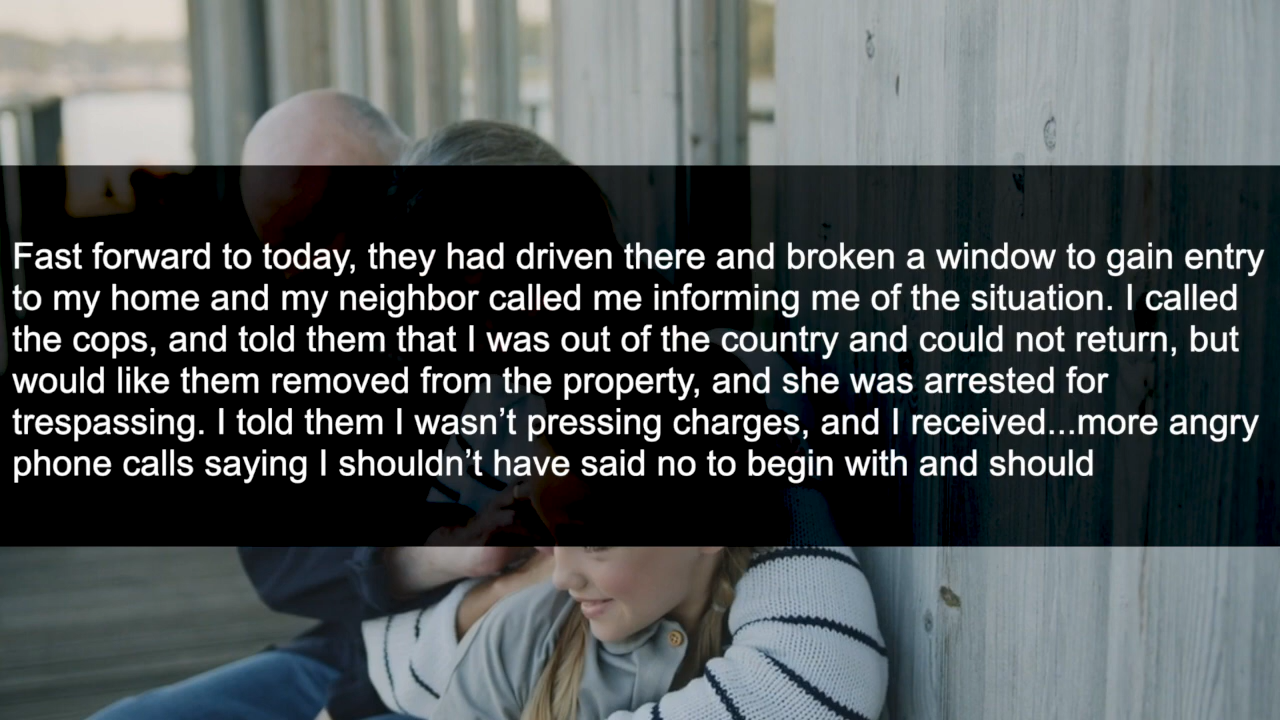 Fast forward to today, they had driven there and broken a window to gain entry
to my home and my neighbor called me informing me of the situation. I called
the cops, and told them that I was out of the country and could not return, but
would like them removed from the property, and she was arrested for
trespassing. I told them I wasn’t pressing charges, and I received...more angry
phone calls saying I shouldn’t have said no to begin with and should